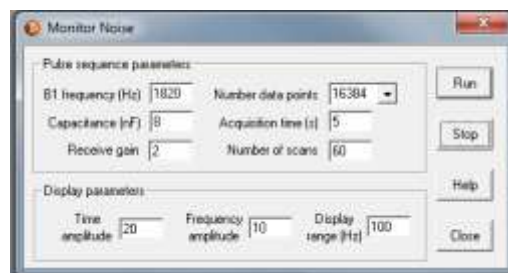 Monitor Noise
Pulse sequence parameters
B1 frequency (Hz) 1829 Number data points 16384
Capacitance (nF) 8 Acquisition time (s) 5
Receive gain 2 Number of scans 60
Run
Stop
Display parameters
Time amplitude 20 Frequency amplitude 10 Display range (Hz) 100
Help
Close